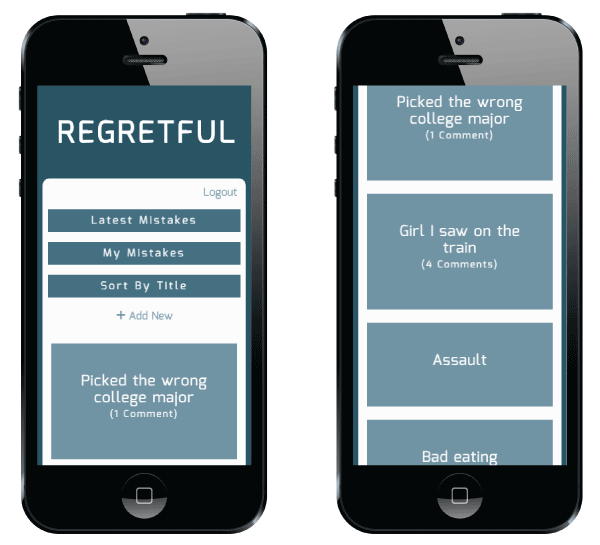 REGRETFUL
Logout
Latest Mistakes
My Mistakes
Sort By TItle
+ Add New
Picked the wrong
college major
(1 Comment)
Picked the wrong
college major
(1 Comment)
Girl I saw on the
train
(4 Comments)
Assault
Bad eating